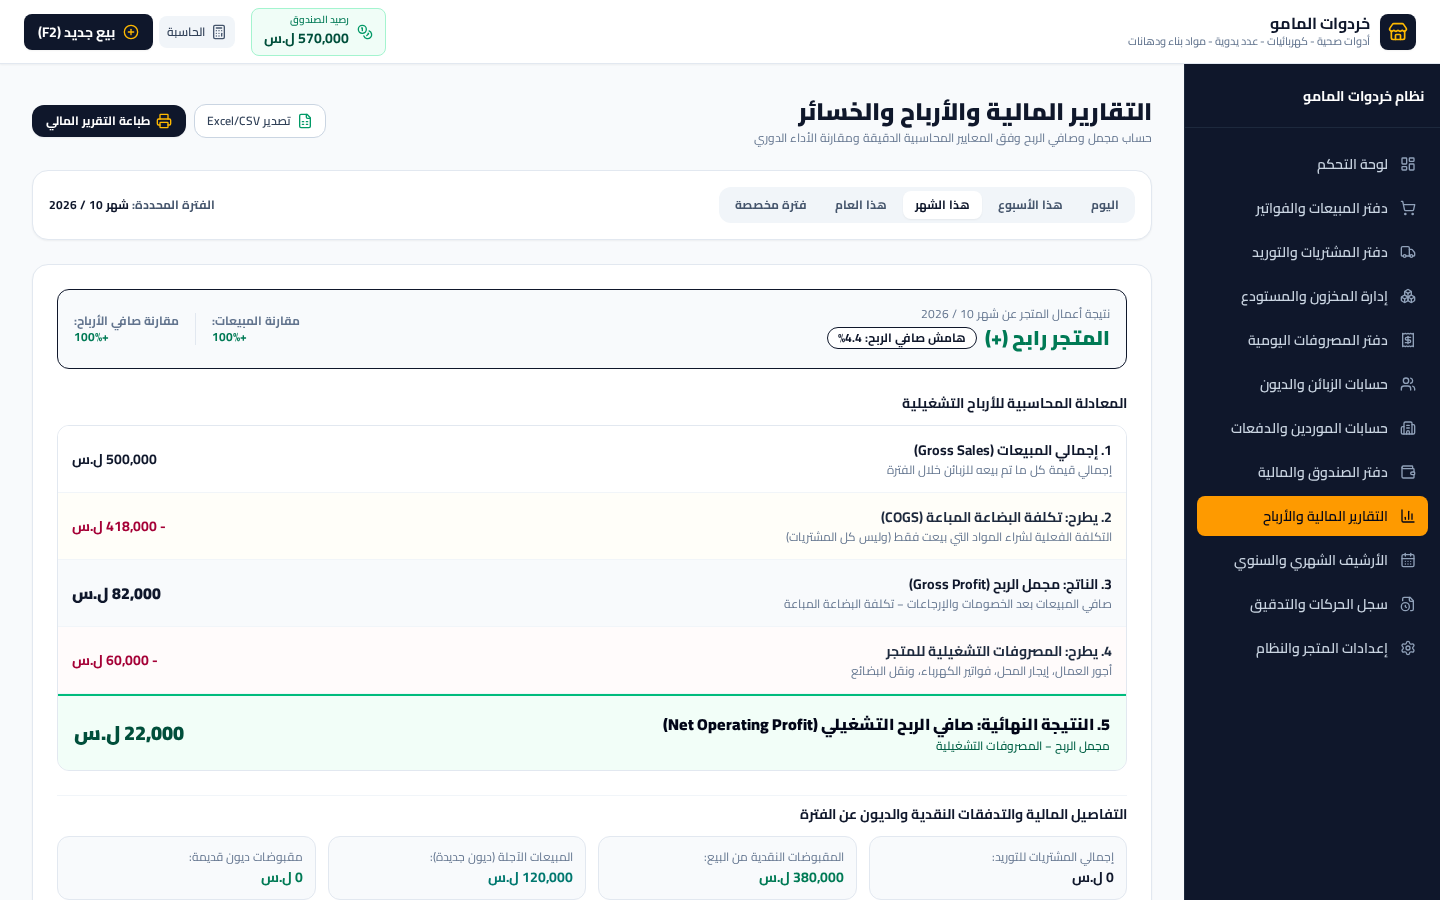 خردوات المامو
أدوات صحية - كهربائيات - عدد يدوية - مواد بناء ودهانات
رصيد الصندوق
570,000 ل.س
الحاسبة
بيع جديد (F2)
نظام خردوات المامو
لوحة التحكم
دفتر المبيعات والفواتير
دفتر المشتريات والتوريد
إدارة المخزون والمستودع
دفتر المصروفات اليومية
حسابات الزبائن والديون
حسابات الموردين والدفعات
دفتر الصندوق والمالية
التقارير المالية والأرباح
الأرشيف الشهري والسنوي
سجل الحركات والتدقيق
إعدادات المتجر والنظام
التقارير المالية والأرباح والخسائر
حساب مجمل وصافي الربح وفق المعايير المحاسبية الدقيقة ومقارنة الأداء الدوري
تصدير Excel/CSV
طباعة التقرير المالي
اليوم
هذا الأسبوع
هذا الشهر
هذا العام
فترة مخصصة
الفترة المحددة: شهر 10 / 2026
نتيجة أعمال المتجر عن شهر 10 / 2026
المتجر رابح (+)
هامش صافي الربح: 4.4%
مقارنة المبيعات:
+100%
مقارنة صافي الأرباح:
+100%
المعادلة المحاسبية للأرباح التشغيلية
1. إجمالي المبيعات (Gross Sales)
إجمالي قيمة كل ما تم بيعه للزبائن خلال الفترة
500,000 ل.س
2. يطرح: تكلفة البضاعة المباعة (COGS)
التكلفة الفعلية لشراء المواد التي بيعت فقط (وليس كل المشتريات)
- 418,000 ل.س
3. الناتج: مجمل الربح (Gross Profit)
صافي المبيعات بعد الخصومات والإرجاعات – تكلفة البضاعة المباعة
82,000 ل.س
4. يطرح: المصروفات التشغيلية للمتجر
أجور العمال، إيجار المحل، فواتير الكهرباء، ونقل البضائع
- 60,000 ل.س
5. النتيجة النهائية: صافي الربح التشغيلي (Net Operating Profit)
مجمل الربح – المصروفات التشغيلية
22,000 ل.س
التفاصيل المالية والتدفقات النقدية والديون عن الفترة
إجمالي المشتريات للتوريد:
0 ل.س
المقبوضات النقدية من البيع:
380,000 ل.س
المبيعات الآجلة (ديون جديدة):
120,000 ل.س
مقبوضات ديون قديمة:
0 ل.س